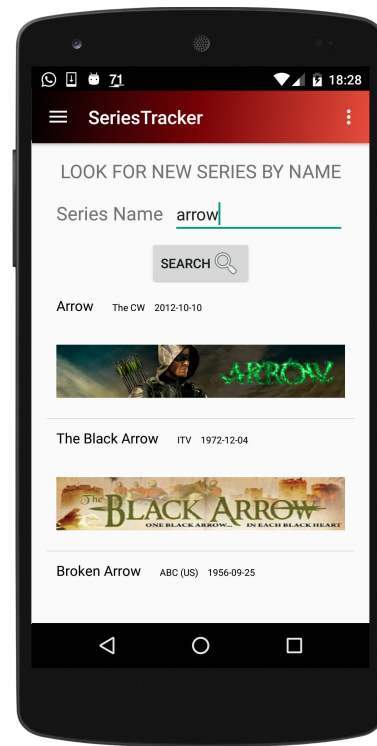 71 18:28
SeriesTracker
LOOK FOR NEW SERIES BY NAME
Series Name arrow
SEARCH
Arrow The CW 2012-10-10
ARROW
The Black Arrow ITV 1972-12-04
The
BLACK ARROW
ONE BLACK ARROW... IN EACH BLACK HEART
Broken Arrow ABC (US) 1956-09-25